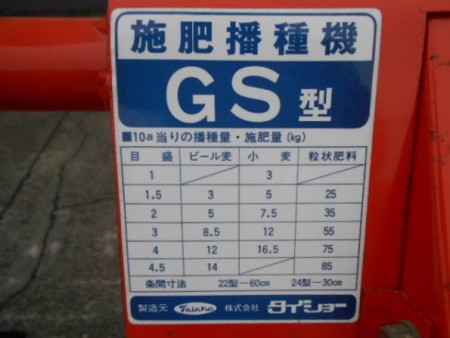 施肥播種機
GS型
■10a当りの播種量・施肥量(kg)
目盛 ビール麦 小麦 粒状肥料
1 3
1.5 3 5 25
2 5 7.5 35
3 8.5 12 55
4 12 16.5 75
4.5 14 85
条間寸法 22型−60cm 24型−30cm
製造元 株式会社 タイショー